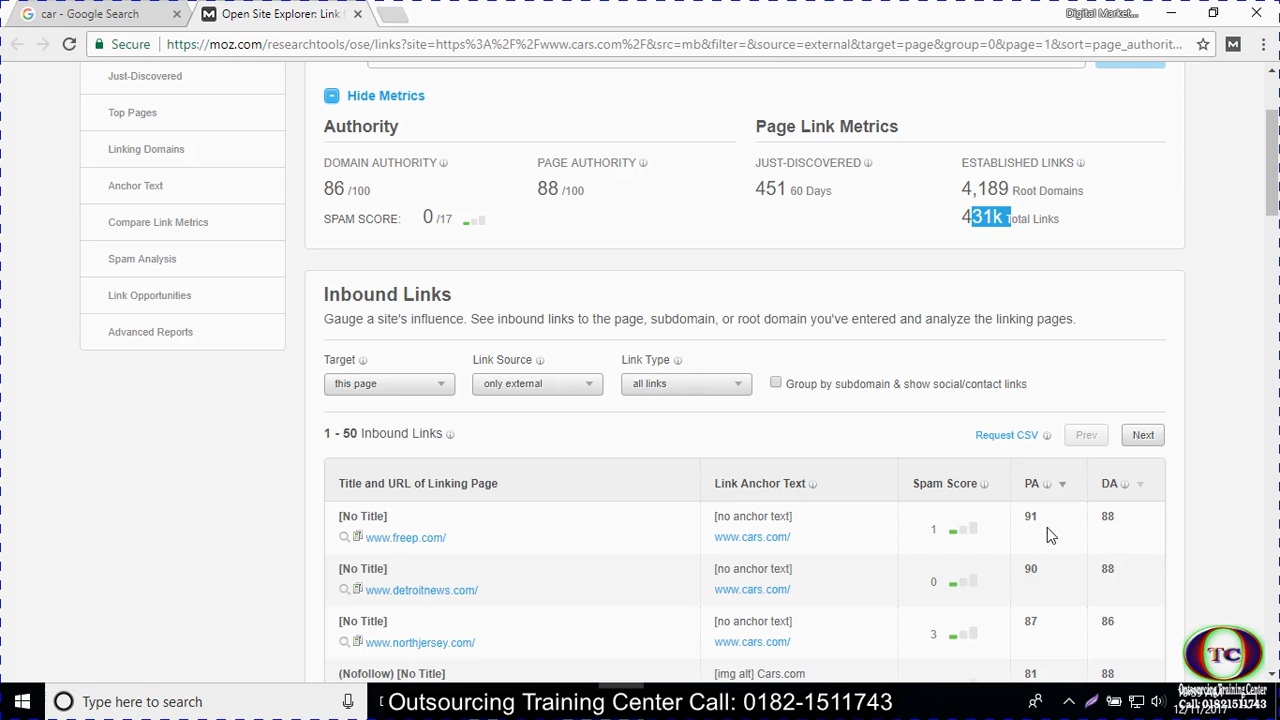 car - Google Search
Open Site Explorer: Link
Digital Market...
Secure
https://moz.com/researchtools/ose/links?site=https%3A%2F%2Fwww.cars.com%2F&src=mb&filter=&source=external&target=page&group=0&page=1&sort=page_authorit...
M
Just-Discovered
Top Pages
Linking Domains
Anchor Text
Compare Link Metrics
Spam Analysis
Link Opportunities
Advanced Reports
Hide Metrics
Authority
Page Link Metrics
DOMAIN AUTHORITY
PAGE AUTHORITY
JUST-DISCOVERED
ESTABLISHED LINKS
86 /100
88 /100
451 60 Days
4,189 Root Domains
SPAM SCORE: 0 /17
431k Total Links
Inbound Links
Gauge a site's influence. See inbound links to the page, subdomain, or root domain you've entered and analyze the linking pages.
Target
Link Source
Link Type
this page
only external
all links
Group by subdomain & show social/contact links
1 - 50 Inbound Links
Request CSV
Prev
Next
Title and URL of Linking Page
Link Anchor Text
Spam Score
PA
DA
[No Title]
[no anchor text]
91
88
www.freep.com/
www.cars.com/
1
[No Title]
[no anchor text]
90
88
www.detroitnews.com/
www.cars.com/
0
[No Title]
[no anchor text]
87
86
www.northjersey.com/
www.cars.com/
3
(Nofollow) [No Title]
[img alt] Cars.com
81
88
TC
Outsourcing Training Center
Call: 01821511743
Type here to search
Outsourcing Training Center Call: 0182-1511743
12/11/2017